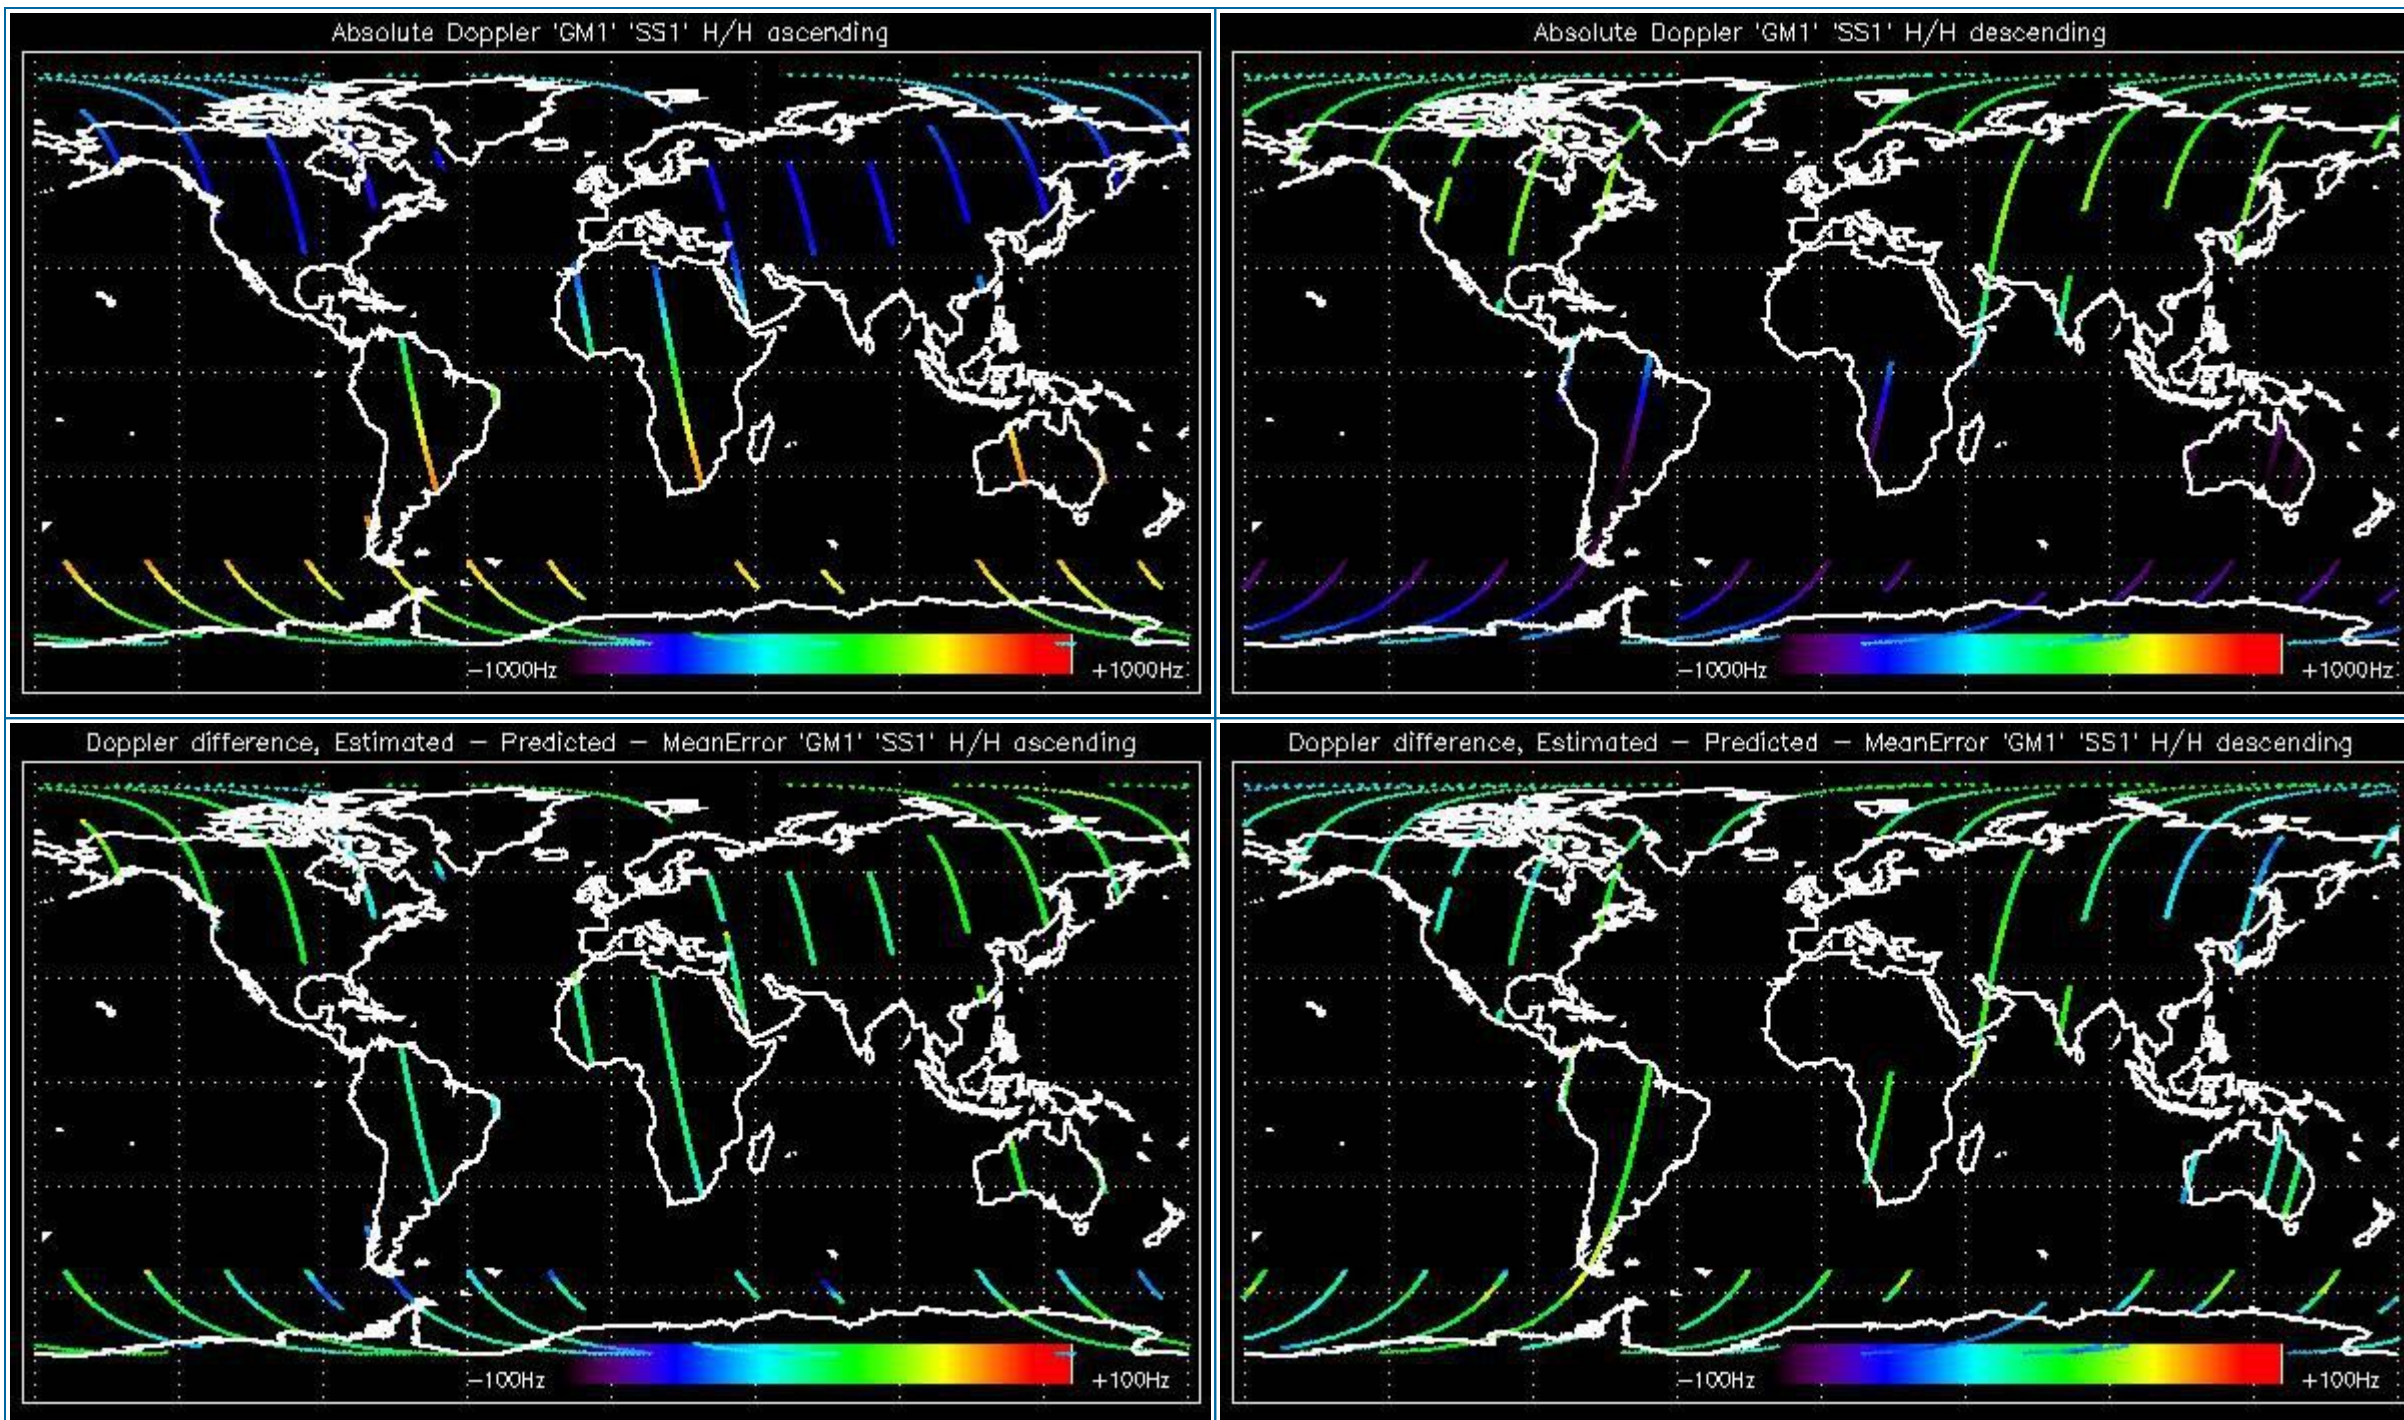 Absolute Doppler 'GM1' 'SS1' H/H ascending
-1000Hz
+1000Hz
Absolute Doppler 'GM1' 'SS1' H/H descending
-1000Hz
+1000Hz
Doppler difference, Estimated - Predicted - MeanError 'GM1' 'SS1' H/H ascending
-100Hz
+100Hz
Doppler difference, Estimated - Predicted - MeanError 'GM1' 'SS1' H/H descending
-100Hz
+100Hz